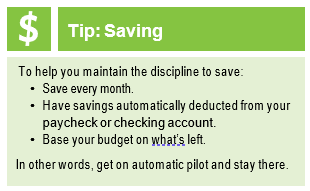 $ Tip: Saving
To help you maintain the discipline to save:
• Save every month.
• Have savings automatically deducted from your
paycheck or checking account.
• Base your budget on what's left.
In other words, get on automatic pilot and stay there.